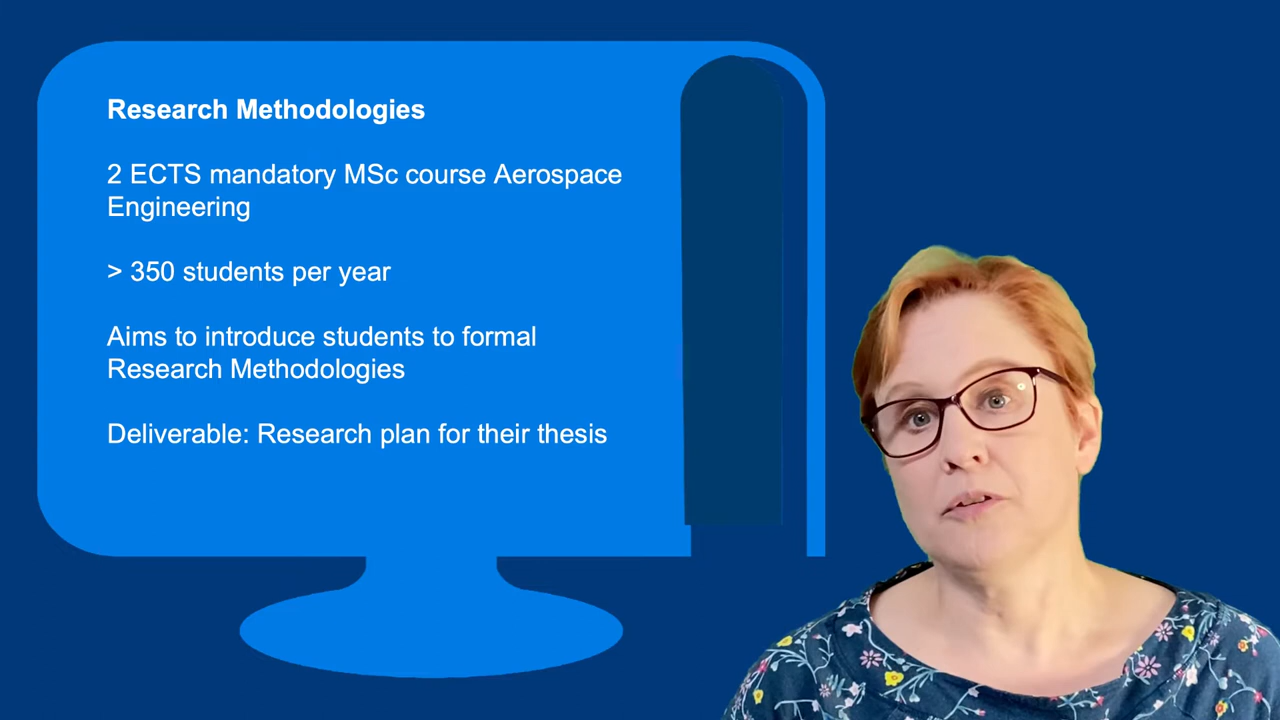 Research Methodologies
2 ECTS mandatory MSc course Aerospace
Engineering
> 350 students per year
Aims to introduce students to formal
Research Methodologies
Deliverable: Research plan for their thesis